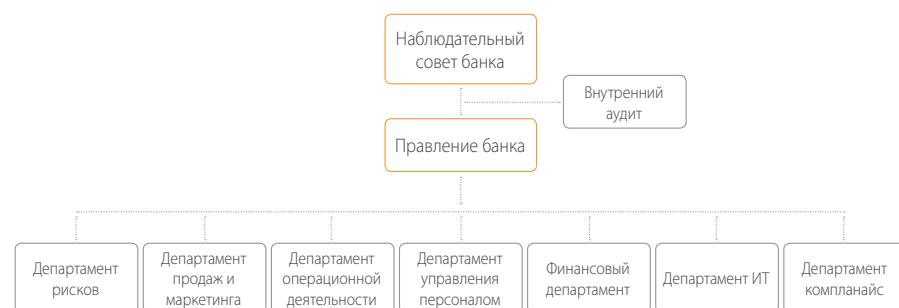 Наблюдательный
совет банка
Внутренний
аудит
Правление банка
Департамент
рисков
Департамент
продаж и
маркетинга
Департамент
операционной
деятельности
Департамент
управления
персоналом
Финансовый
департамент
Департамент ИТ
Департамент
компланайс